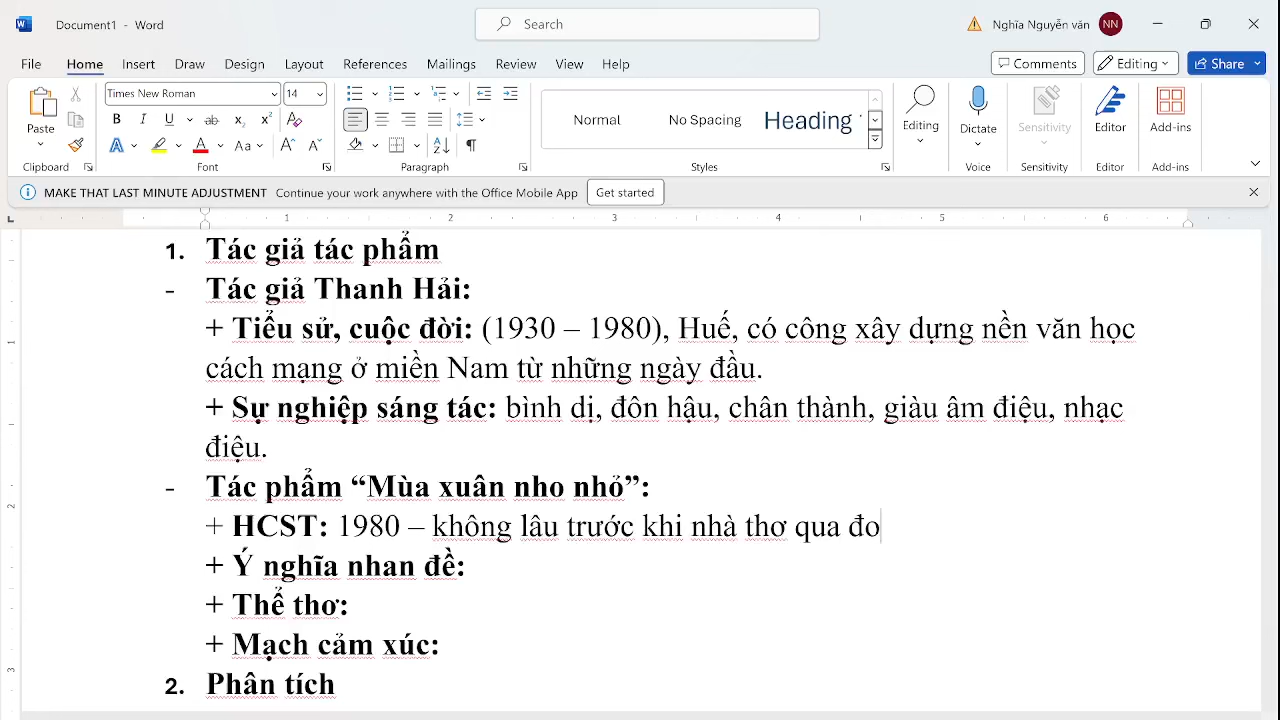 Document1 - Word
Search
Nghĩa Nguyễn văn
NN
File Home Insert Draw Design Layout References Mailings Review View Help
Comments
Editing
Share
Paste
Clipboard
Times New Roman
14
Font
Paragraph
Normal
No Spacing
Heading
Styles
Editing
Dictate
Voice
Sensitivity
Sensitivity
Editor
Editor
Add-ins
Add-ins
MAKE THAT LAST MINUTE ADJUSTMENT Continue your work anywhere with the Office Mobile App Get started
1 2 3 4 5 6
1. Tác giả tác phẩm
- Tác giả Thanh Hải:
+ Tiểu sử, cuộc đời: (1930 – 1980), Huế, có công xây dựng nền văn học
cách mạng ở miền Nam từ những ngày đầu.
+ Sự nghiệp sáng tác: bình dị, đôn hậu, chân thành, giàu âm điệu, nhạc
điệu.
- Tác phẩm “Mùa xuân nho nhỏ”:
+ HCST: 1980 – không lâu trước khi nhà thơ qua đo
+ Ý nghĩa nhan đề:
+ Thể thơ:
+ Mạch cảm xúc:
2. Phân tích